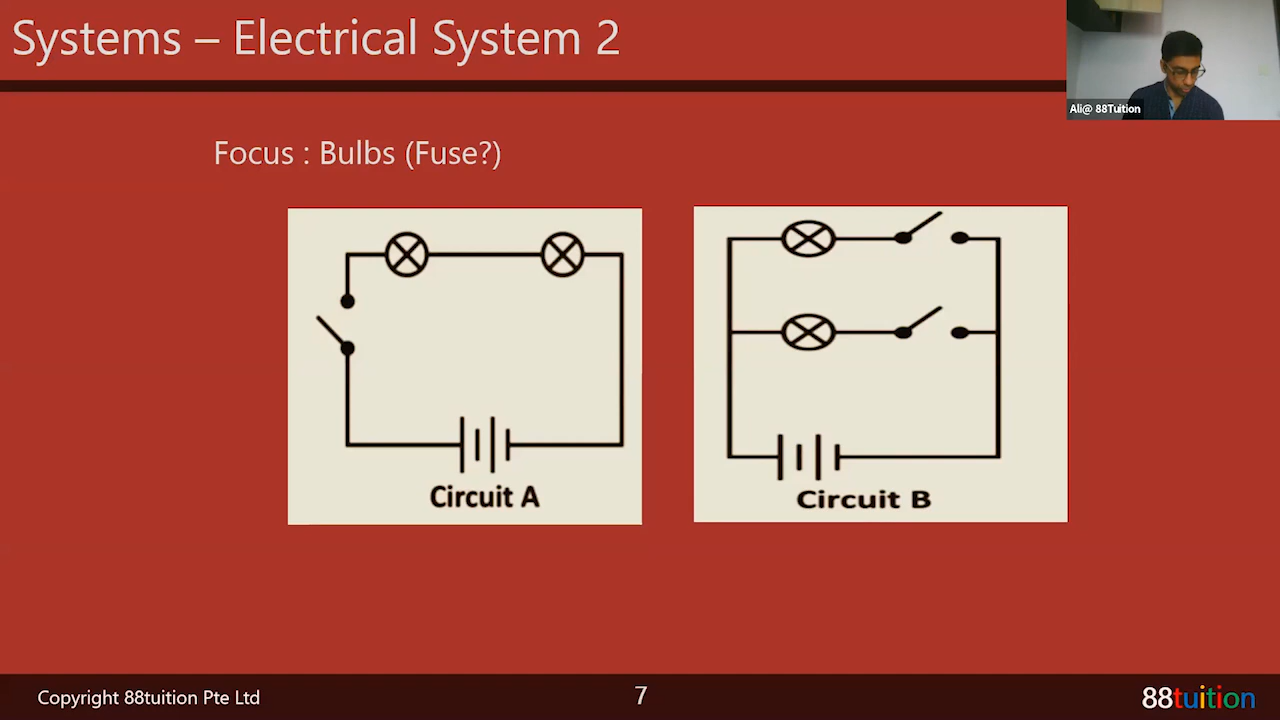 Systems – Electrical System 2
Ali@ 88Tuition
Focus : Bulbs (Fuse?)
Circuit A
Circuit B
Copyright 88tuition Pte Ltd
7
88tuition